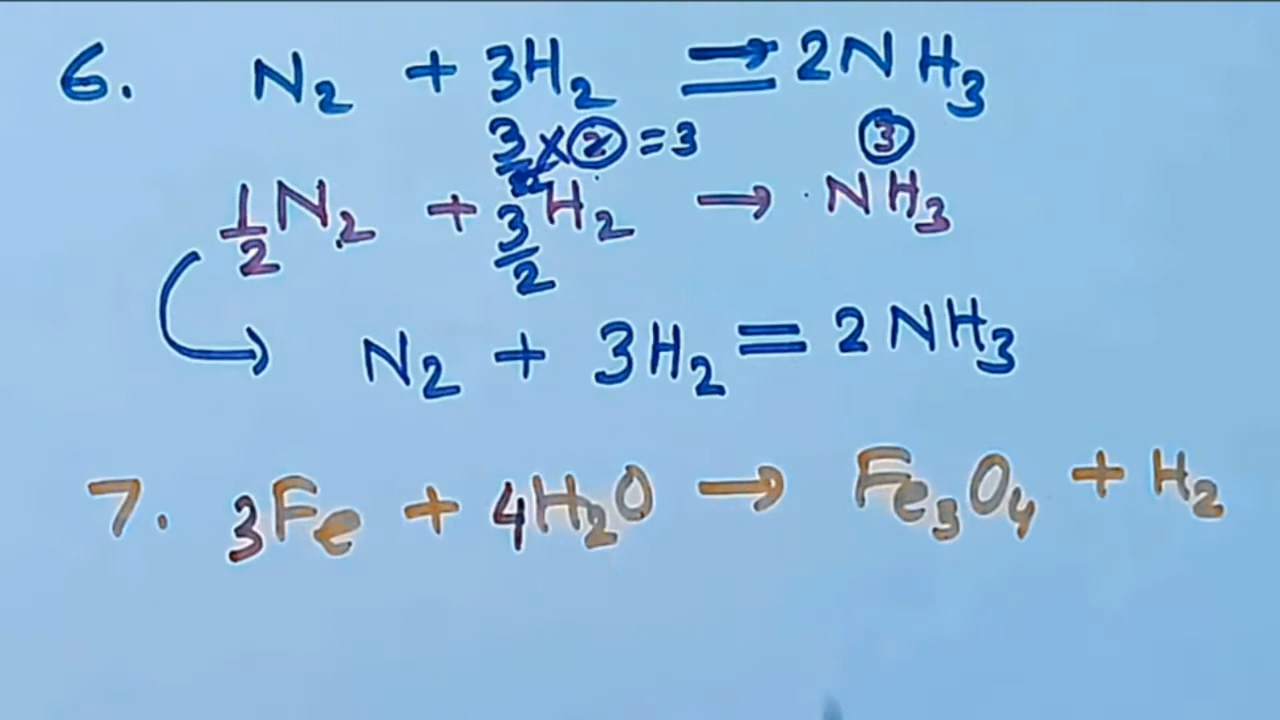 6. N₂ + 3H₂ ⇌ 2NH₃
3/2 × ② = 3 ③
1/2 N₂ + 3/2 H₂ → NH₃
N₂ + 3H₂ = 2NH₃
7. 3Fe + 4H₂O → Fe₃O₄ + H₂